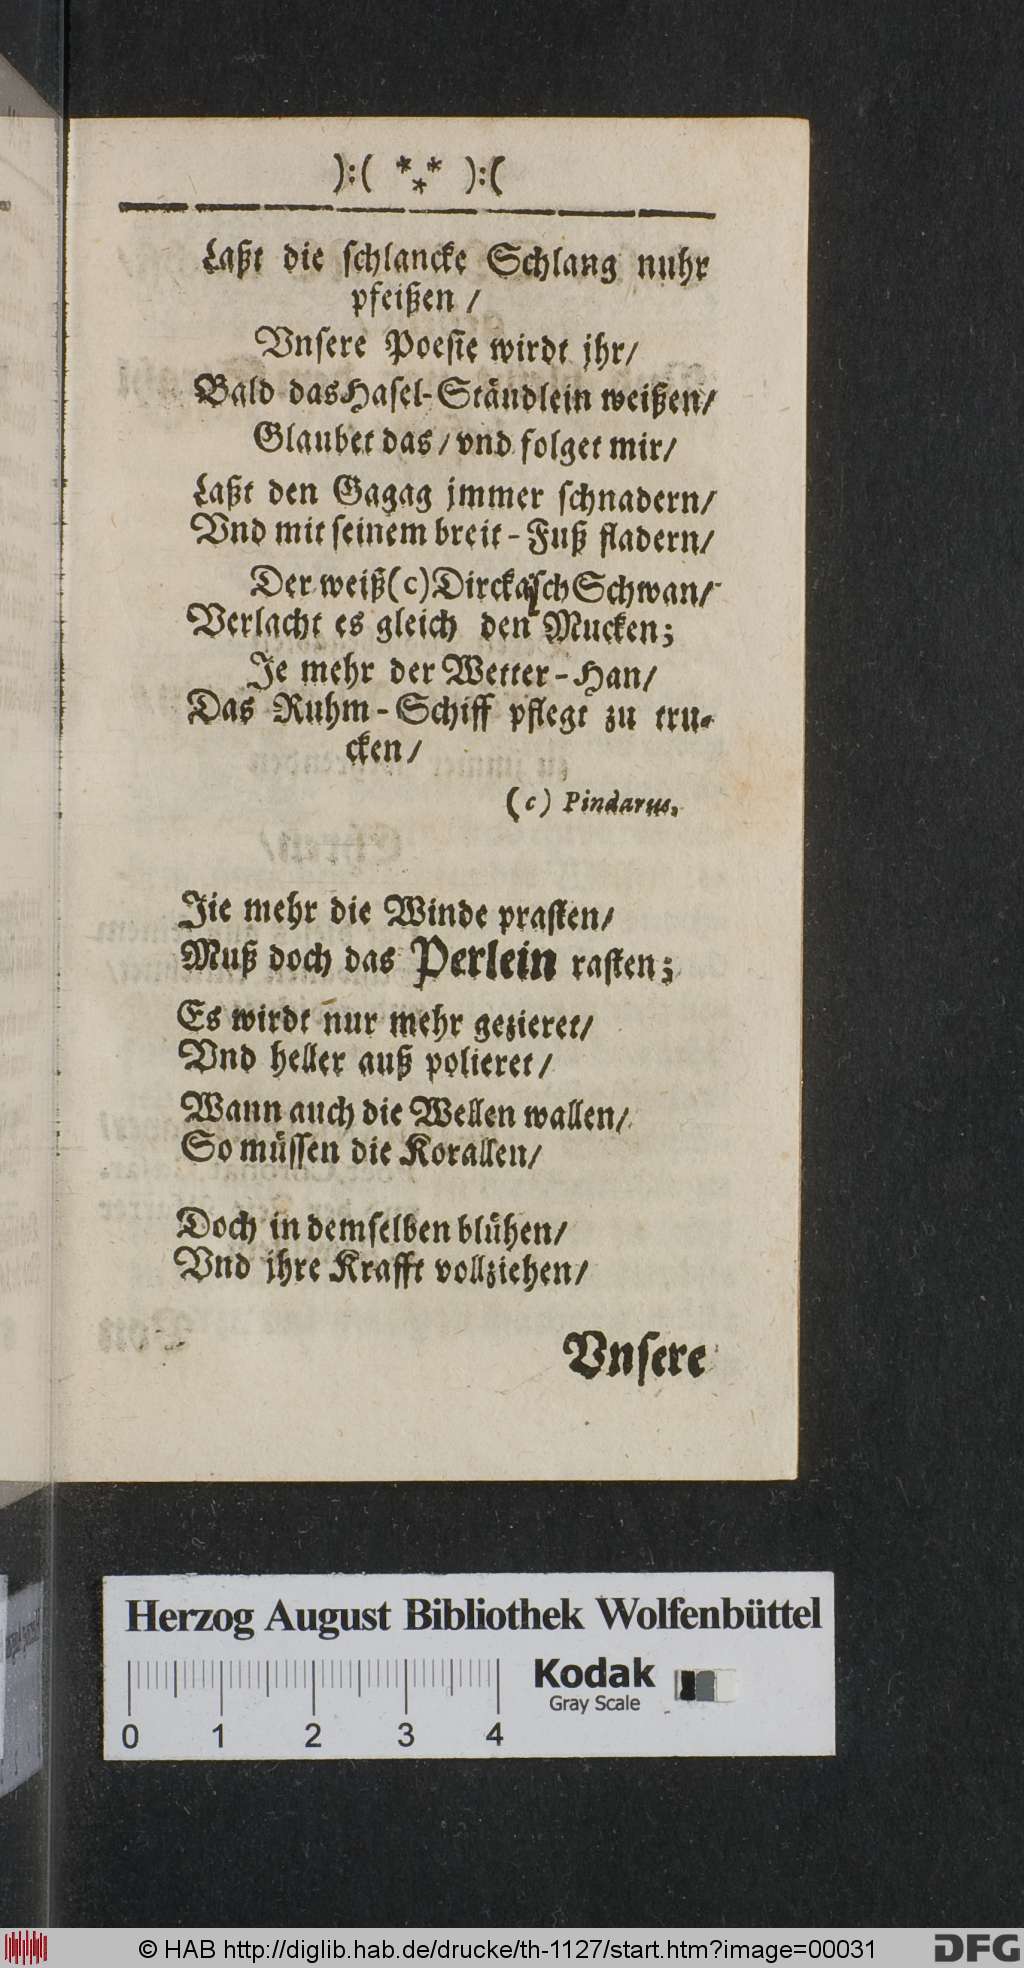 ):( *** ):(
Laßt die schlancke Schlang nuhr
pfeißen /
Vnsere Poesie wirdt jhr/
Bald das Hasel-Ständlein weißen/
Glaubet das / vnd folget mir/
Laßt den Gagag jmmer schnadern/
Vnd mit seinem breit-Fuß fladern/
Der weiß (c) Dirckäsch Schwan/
Verlacht es gleich den Mucken;
Je mehr der Wetter-Han/
Das Ruhm-Schiff pflegt zu tru-
cken/
(c) Pindarus.
Jie mehr die Winde prasten/
Muß doch das Perlein rasten;
Es wirdt nur mehr gezieret/
Vnd heller auß polieret/
Wann auch die Wellen wallen/
So müssen die Korallen/
Doch in demselben blühen/
Vnd jhre Krafft vollziehen/
Vnsere
Herzog August Bibliothek Wolfenbüttel
Kodak
Gray Scale
0 1 2 3 4
© HAB http://diglib.hab.de/drucke/th-1127/start.htm?image=00031
DFG